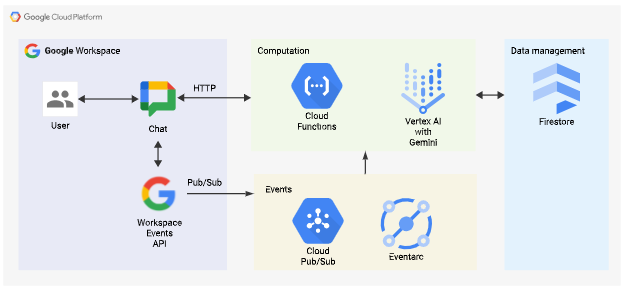 Google Cloud Platform
Google Workspace
Computation
Data management
HTTP
User
Chat
Cloud
Functions
Vertex AI
with
Gemini
Firestore
Pub/Sub
Events
Workspace
Events
API
Cloud
Pub/Sub
Eventarc